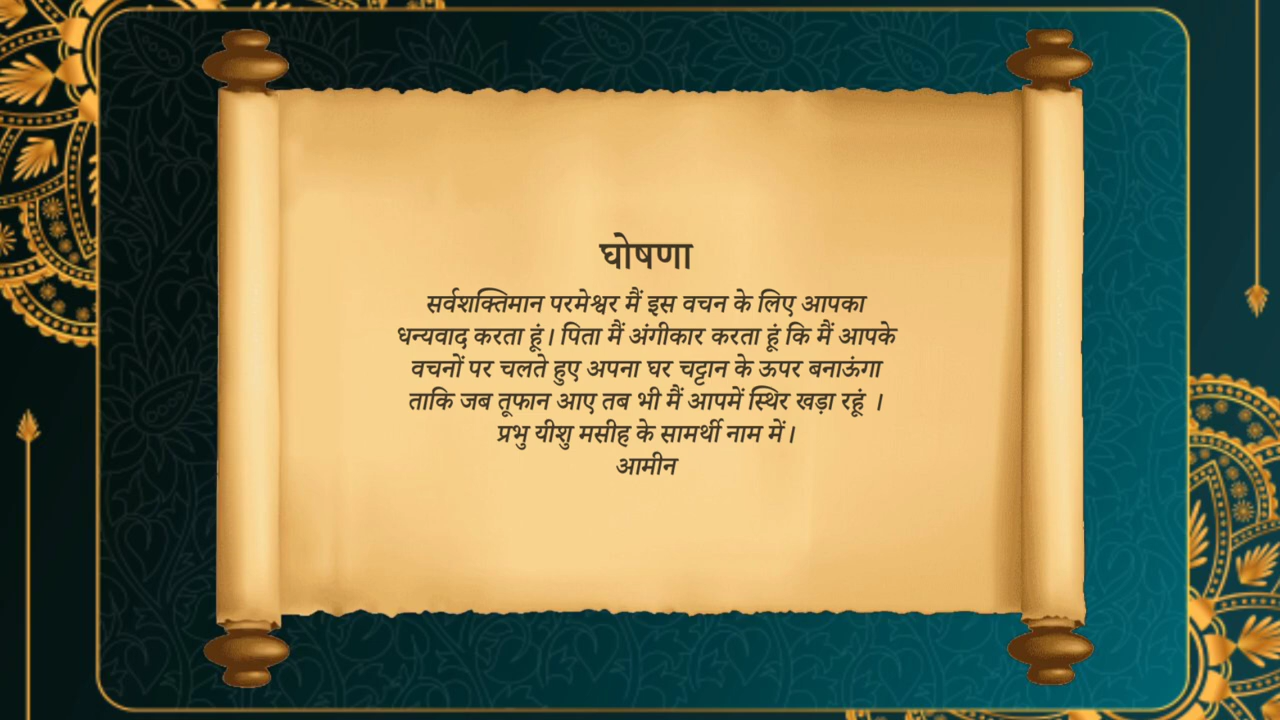 घोषणा
सर्वशक्तिमान परमेश्वर मैं इस वचन के लिए आपका
धन्यवाद करता हूं। पिता मैं अंगीकार करता हूं कि मैं आपके
वचनों पर चलते हुए अपना घर चट्टान के ऊपर बनाऊंगा
ताकि जब तूफान आए तब भी मैं आपमें स्थिर खड़ा रहूं ।
प्रभु यीशु मसीह के सामर्थी नाम में।
आमीन